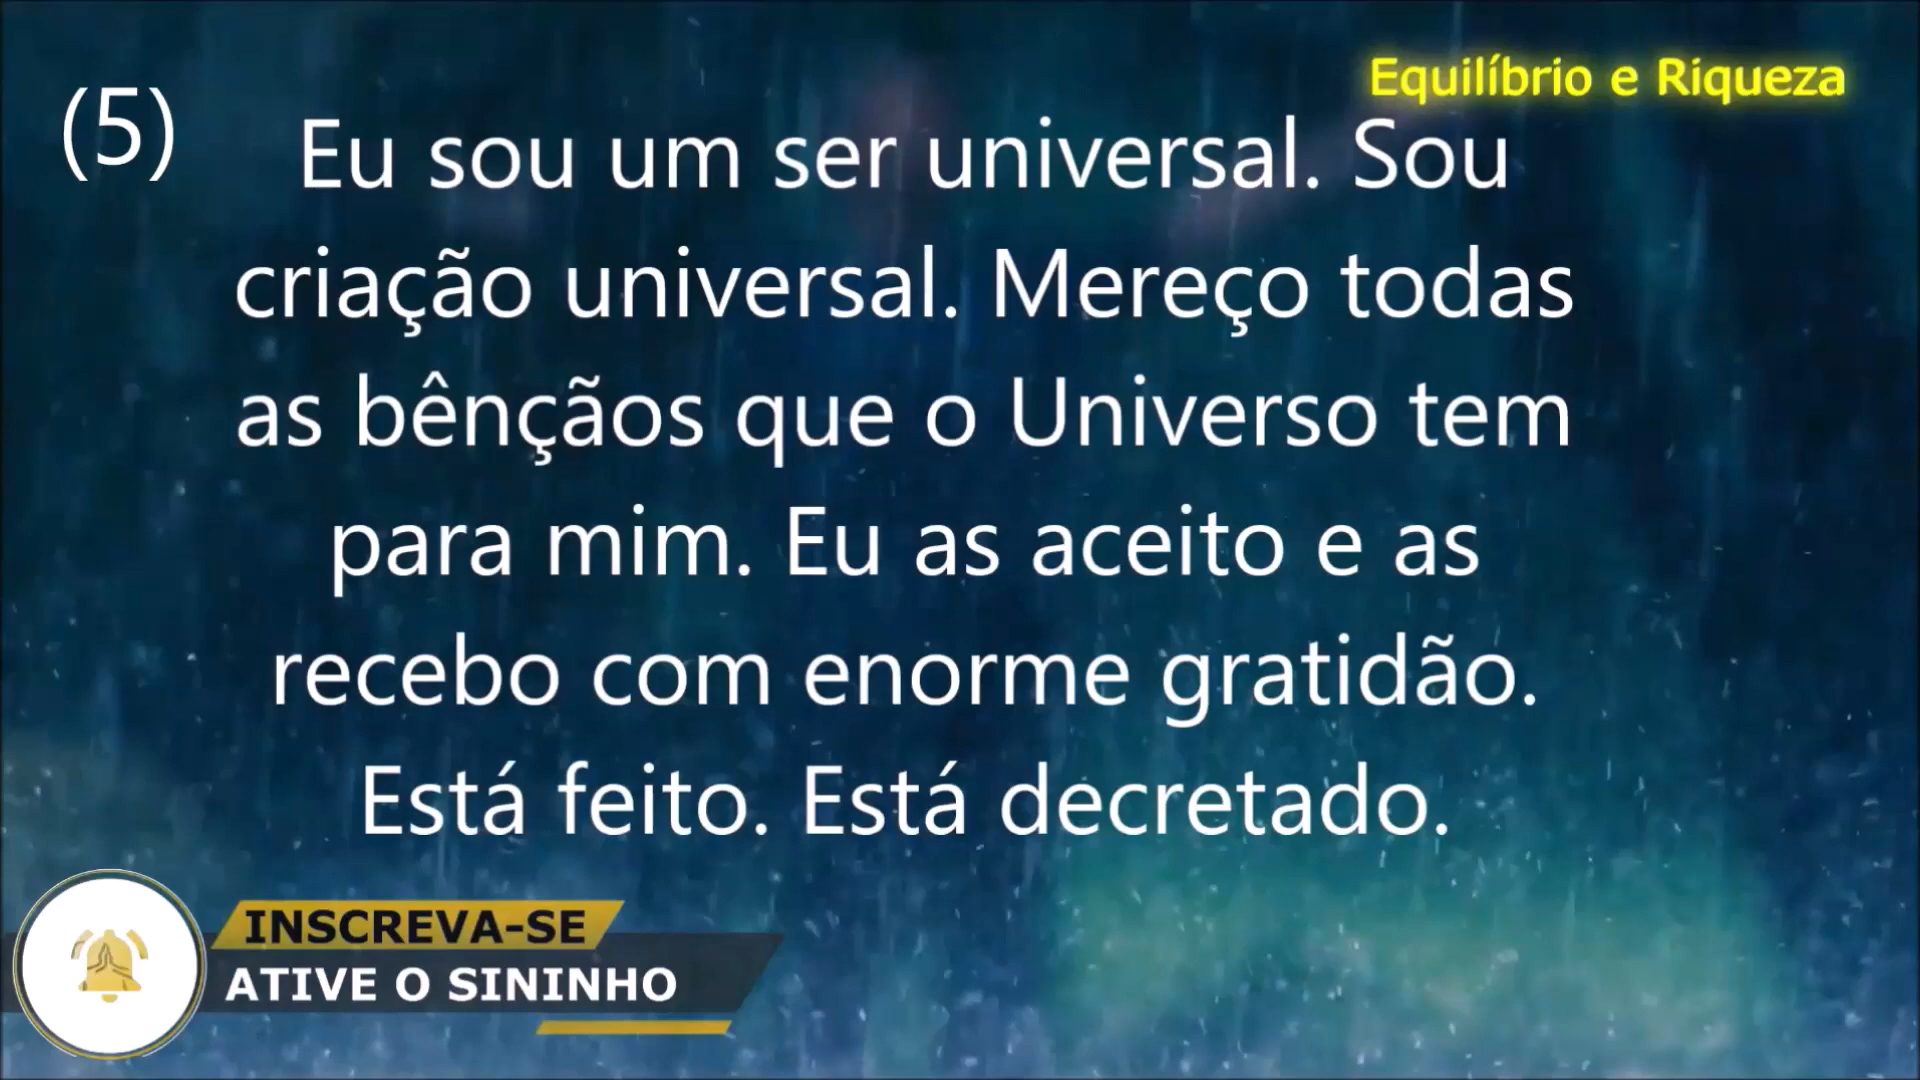 Equilíbrio e Riqueza
(5)
Eu sou um ser universal. Sou
criação universal. Mereço todas
as bênçãos que o Universo tem
para mim. Eu as aceito e as
recebo com enorme gratidão.
Está feito. Está decretado.
INSCREVA-SE
ATIVE O SININHO